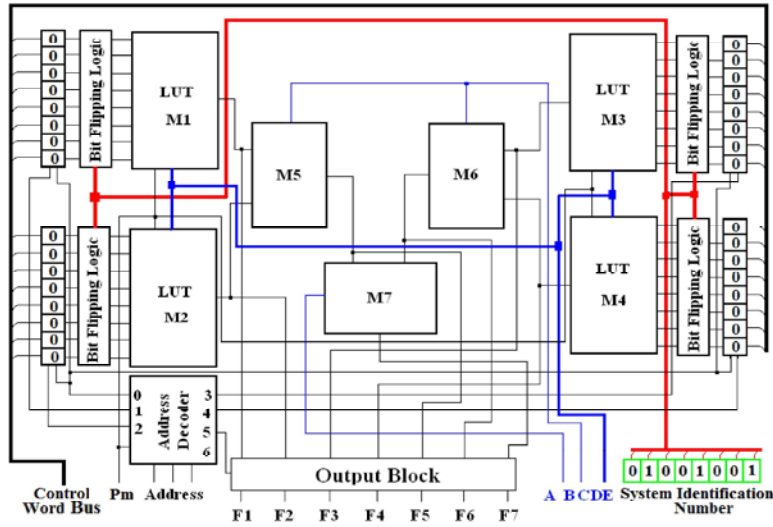 0 0 0 0 0 0 0 0
Bit Flipping Logic
LUT
M1
M5
M6
LUT
M3
Bit Flipping Logic
0 0 0 0 0 0 0 0
0 0 0 0 0 0 0 0
Bit Flipping Logic
LUT
M2
M7
LUT
M4
Bit Flipping Logic
0 0 0 0 0 0 0 0
0 1 2
Address
Decoder
3 4 5 6
Output Block
0 1 0 0 1 0 0 1
Control
Word Bus
Pm Address
F1 F2 F3 F4 F5 F6 F7
A B C D E
System Identification
Number